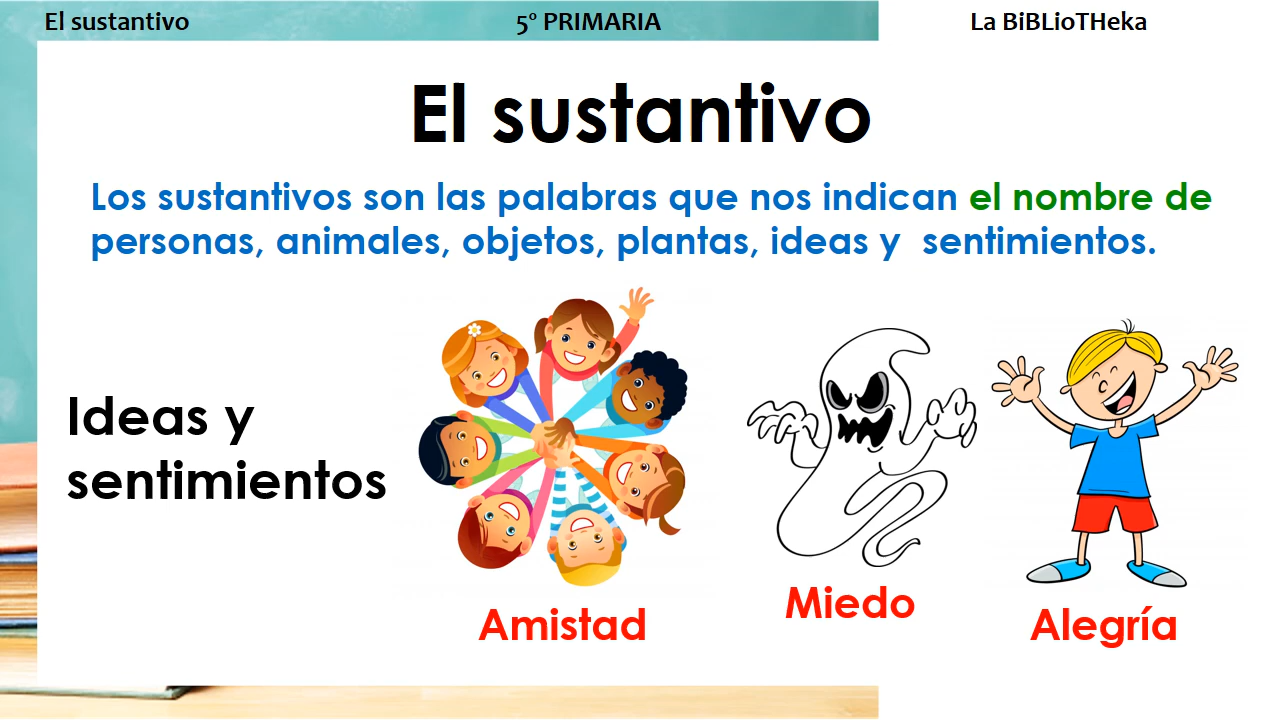 El sustantivo
5º PRIMARIA
La BiBLioTHeka
El sustantivo
Los sustantivos son las palabras que nos indican el nombre de
personas, animales, objetos, plantas, ideas y sentimientos.
Ideas y
sentimientos
Amistad
Miedo
Alegría